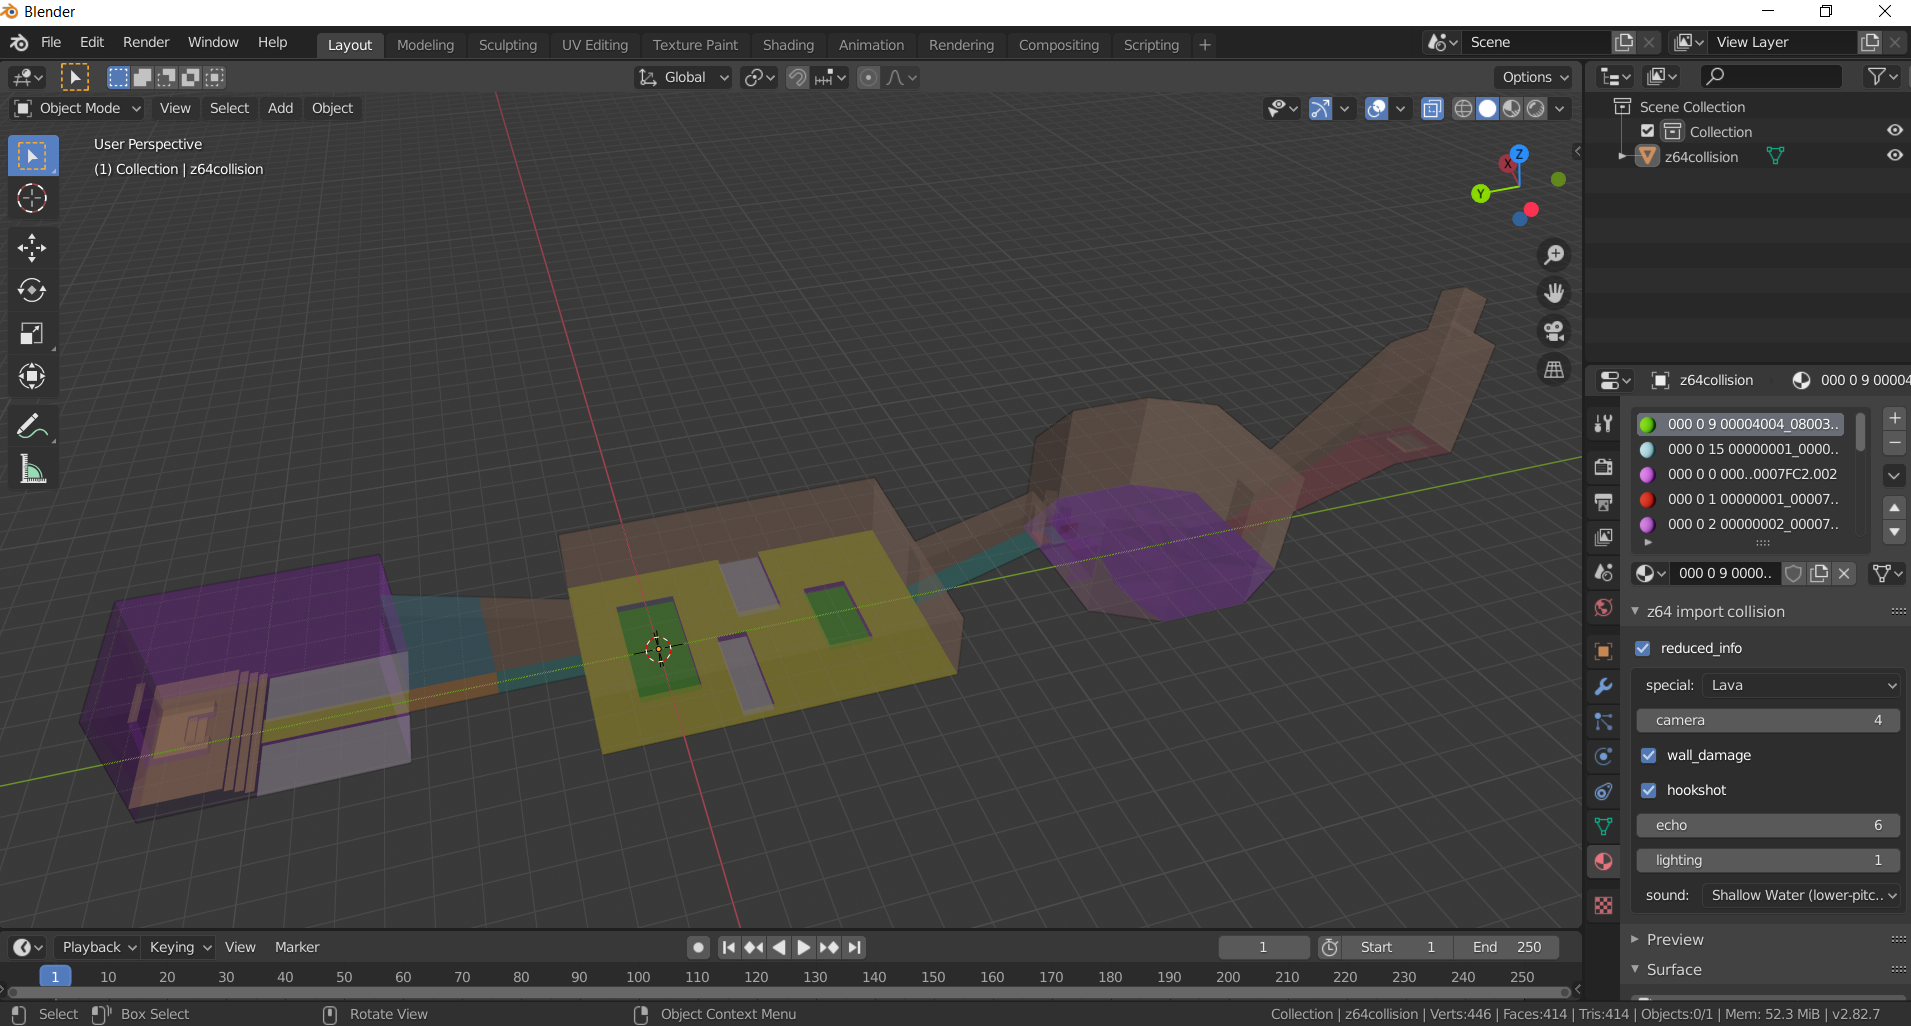 Blender
File Edit Render Window Help Layout Modeling Sculpting UV Editing Texture Paint Shading Animation Rendering Compositing Scripting + Scene View Layer
Global Options
Object Mode View Select Add Object
User Perspective
(1) Collection | z64collision
Z
X
Y
Scene Collection
Collection
z64collision
z64collision 000 0 9 00004
000 0 9 00004004_08003..
000 0 15 00000001_0000..
000 0 0 000..0007FC2.002
000 0 1 00000001_00007..
000 0 2 00000002_00007..
000 0 9 0000..
z64 import collision
reduced_info
special: Lava
camera 4
wall_damage
hookshot
echo 6
lighting 1
sound: Shallow Water (lower-pitc..
Preview
Surface
Playback Keying View Marker 1 Start 1 End 250
1 10 20 30 40 50 60 70 80 90 100 110 120 130 140 150 160 170 180 190 200 210 220 230 240 250
Select Box Select Rotate View Object Context Menu Collection | z64collision | Verts:446 | Faces:414 | Tris:414 | Objects:0/1 | Mem: 52.3 MiB | v2.82.7